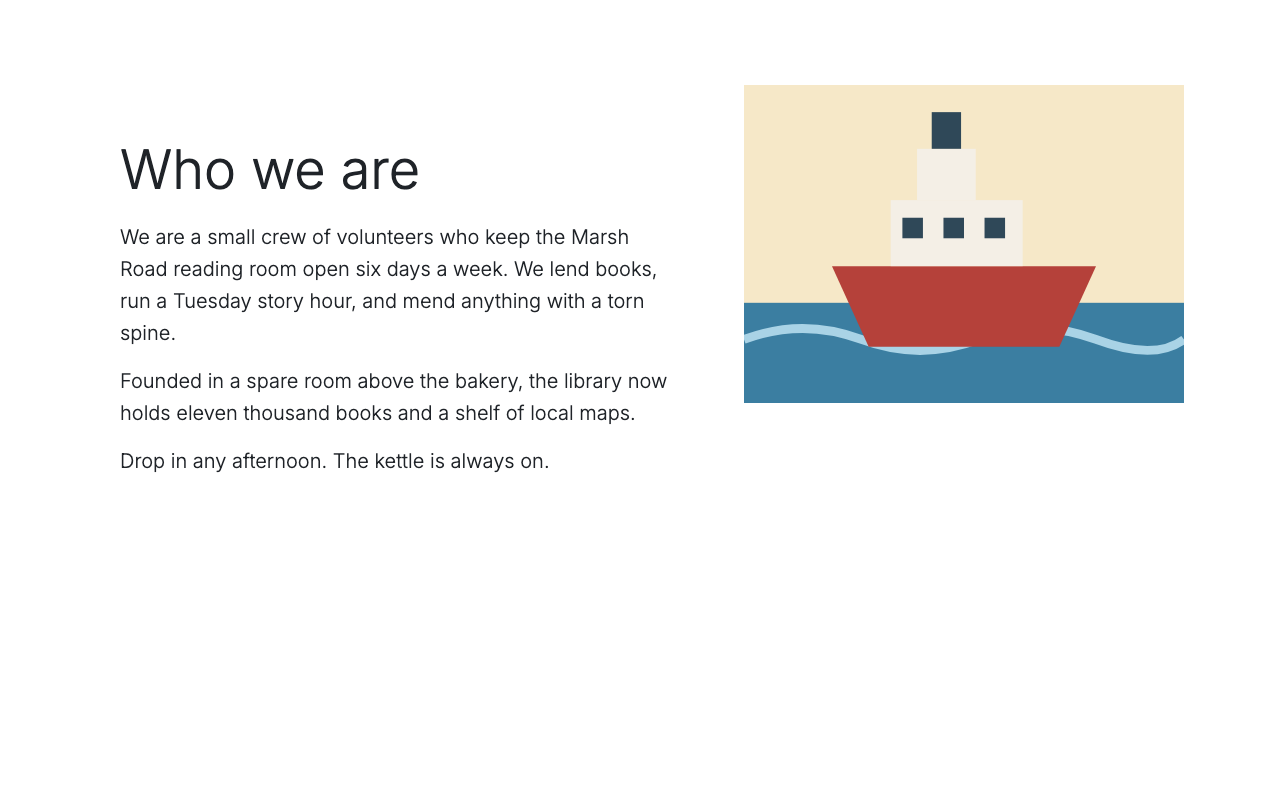 Who we are
We are a small crew of volunteers who keep the Marsh
Road reading room open six days a week. We lend books,
run a Tuesday story hour, and mend anything with a torn
spine.
Founded in a spare room above the bakery, the library now
holds eleven thousand books and a shelf of local maps.
Drop in any afternoon. The kettle is always on.